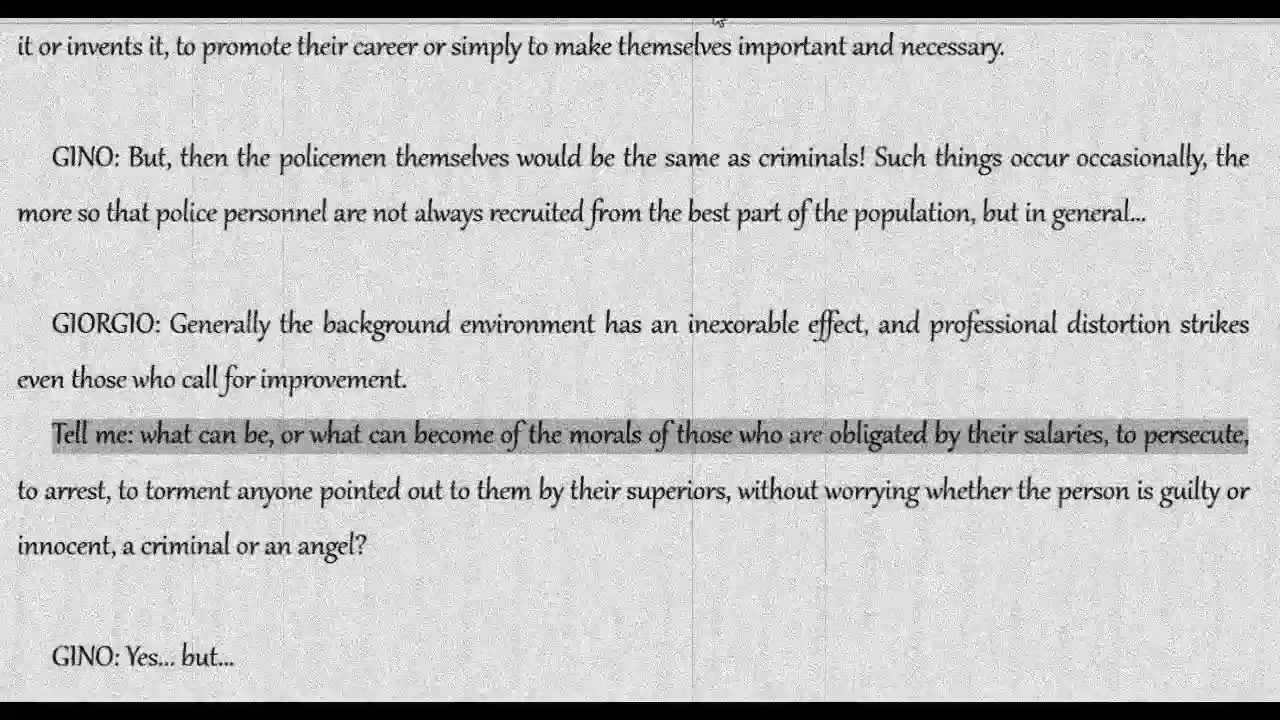 it or invents it, to promote their career or simply to make themselves important and necessary.
GINO: But, then the policemen themselves would be the same as criminals! Such things occur occasionally, the
more so that police personnel are not always recruited from the best part of the population, but in general...
GIORGIO: Generally the background environment has an inexorable effect, and professional distortion strikes
even those who call for improvement.
Tell me: what can be, or what can become of the morals of those who are obligated by their salaries, to persecute,
to arrest, to torment anyone pointed out to them by their superiors, without worrying whether the person is guilty or
innocent, a criminal or an angel?
GINO: Yes... but...